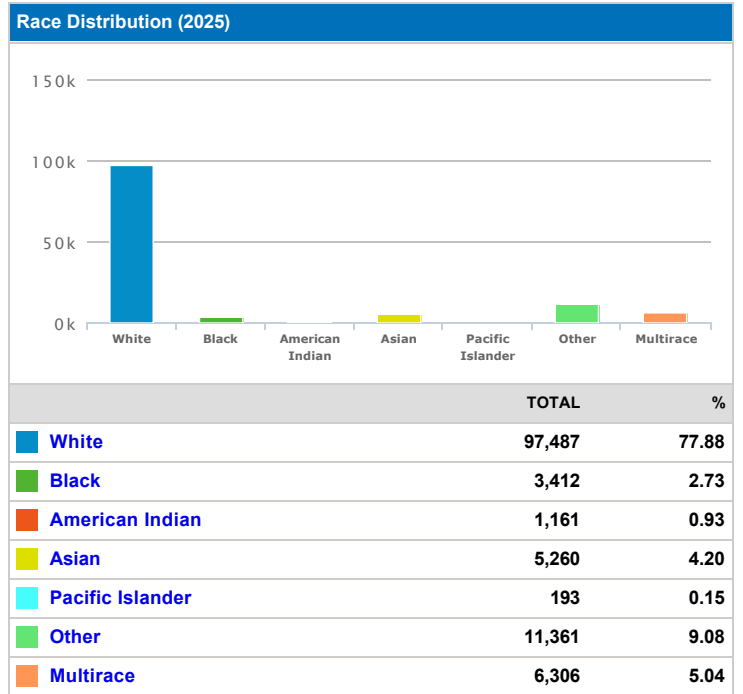 Race Distribution (2025)
150k
100k
50k
0k
White Black American Indian Asian Pacific Islander Other Multirace
TOTAL %
White 97,487 77.88
Black 3,412 2.73
American Indian 1,161 0.93
Asian 5,260 4.20
Pacific Islander 193 0.15
Other 11,361 9.08
Multirace 6,306 5.04